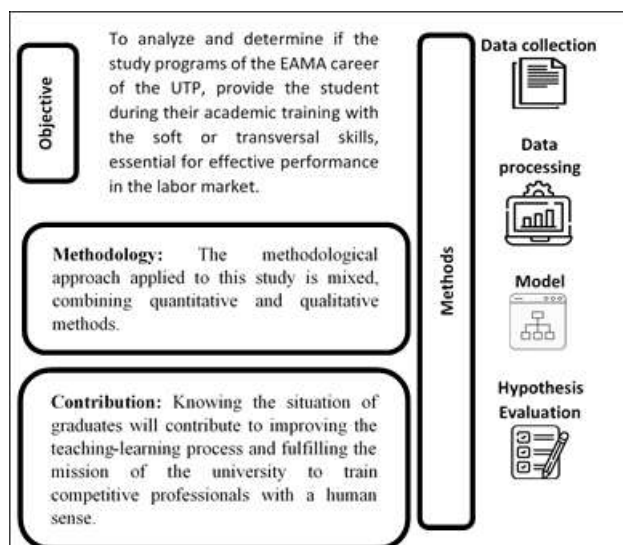 Objective
To analyze and determine if the
study programs of the EAMA career
of the UTP, provide the student
during their academic training with
the soft or transversal skills,
essential for effective performance
in the labor market.
Methodology: The methodological
approach applied to this study is mixed,
combining quantitative and qualitative
methods.
Contribution: Knowing the situation of
graduates will contribute to improving the
teaching-learning process and fulfilling the
mission of the university to train
competitive professionals with a human
sense.
Methods
Data collection
Data
processing
Model
Hypothesis
Evaluation